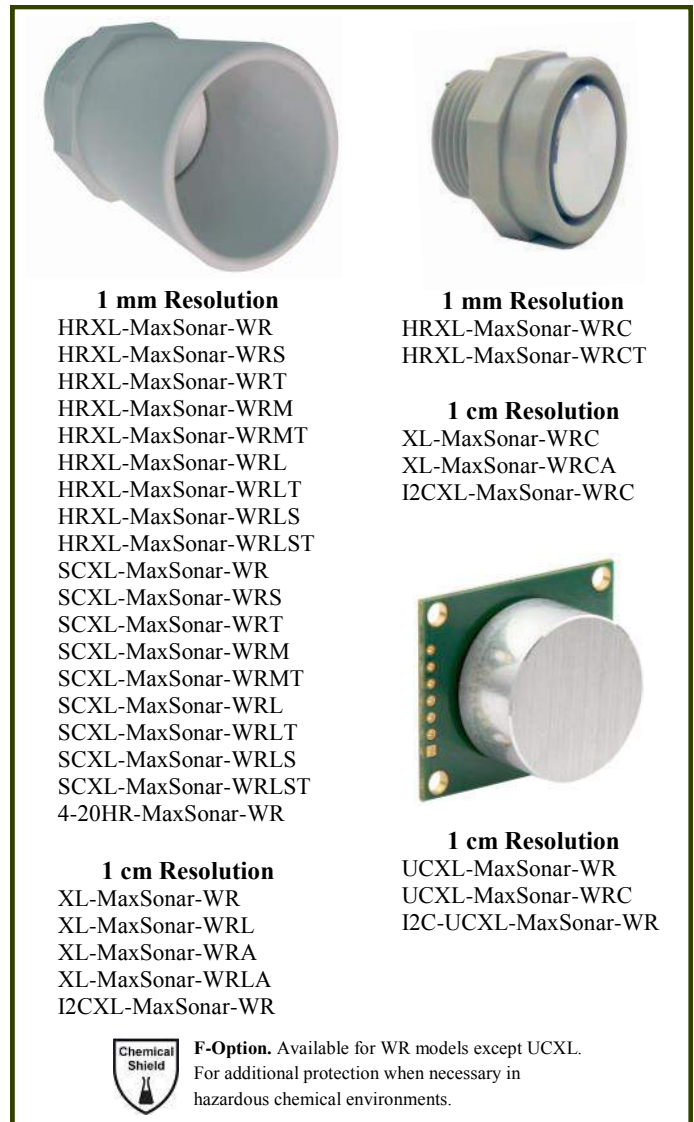 1 mm Resolution
HRXL-MaxSonar-WR
HRXL-MaxSonar-WRS
HRXL-MaxSonar-WRT
HRXL-MaxSonar-WRM
HRXL-MaxSonar-WRMT
HRXL-MaxSonar-WRL
HRXL-MaxSonar-WRLT
HRXL-MaxSonar-WRLS
HRXL-MaxSonar-WRLST
SCXL-MaxSonar-WR
SCXL-MaxSonar-WRS
SCXL-MaxSonar-WRT
SCXL-MaxSonar-WRM
SCXL-MaxSonar-WRMT
SCXL-MaxSonar-WRL
SCXL-MaxSonar-WRLT
SCXL-MaxSonar-WRLS
SCXL-MaxSonar-WRLST
4-20HR-MaxSonar-WR
1 cm Resolution
XL-MaxSonar-WR
XL-MaxSonar-WRL
XL-MaxSonar-WRA
XL-MaxSonar-WRLA
I2CXL-MaxSonar-WR
1 mm Resolution
HRXL-MaxSonar-WRC
HRXL-MaxSonar-WRCT
1 cm Resolution
XL-MaxSonar-WRC
XL-MaxSonar-WRCA
I2CXL-MaxSonar-WRC
1 cm Resolution
UCXL-MaxSonar-WR
UCXL-MaxSonar-WRC
I2C-UCXL-MaxSonar-WR
Chemical
Shield
F-Option. Available for WR models except UCXL.
For additional protection when necessary in
hazardous chemical environments.